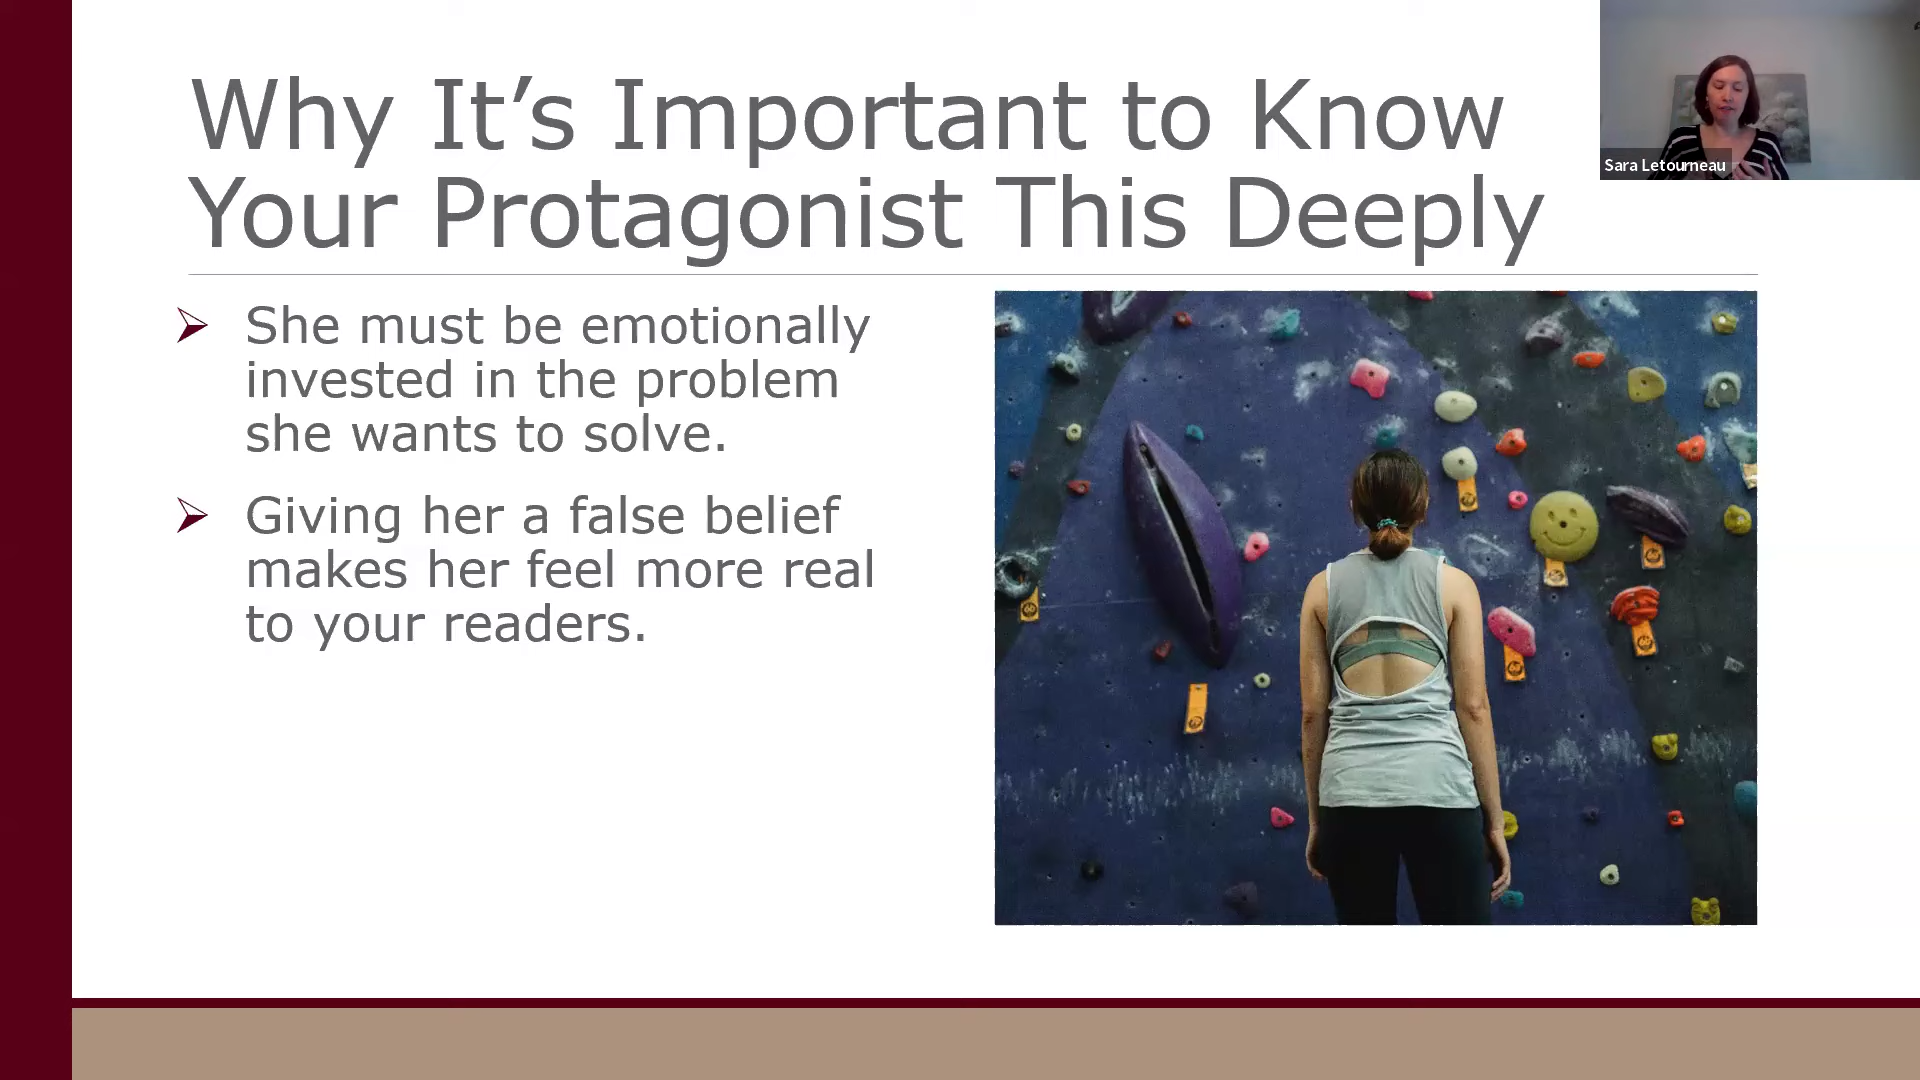 Why It’s Important to Know
Your Protagonist This Deeply
Sara Letourneau
She must be emotionally
invested in the problem
she wants to solve.
Giving her a false belief
makes her feel more real
to your readers.